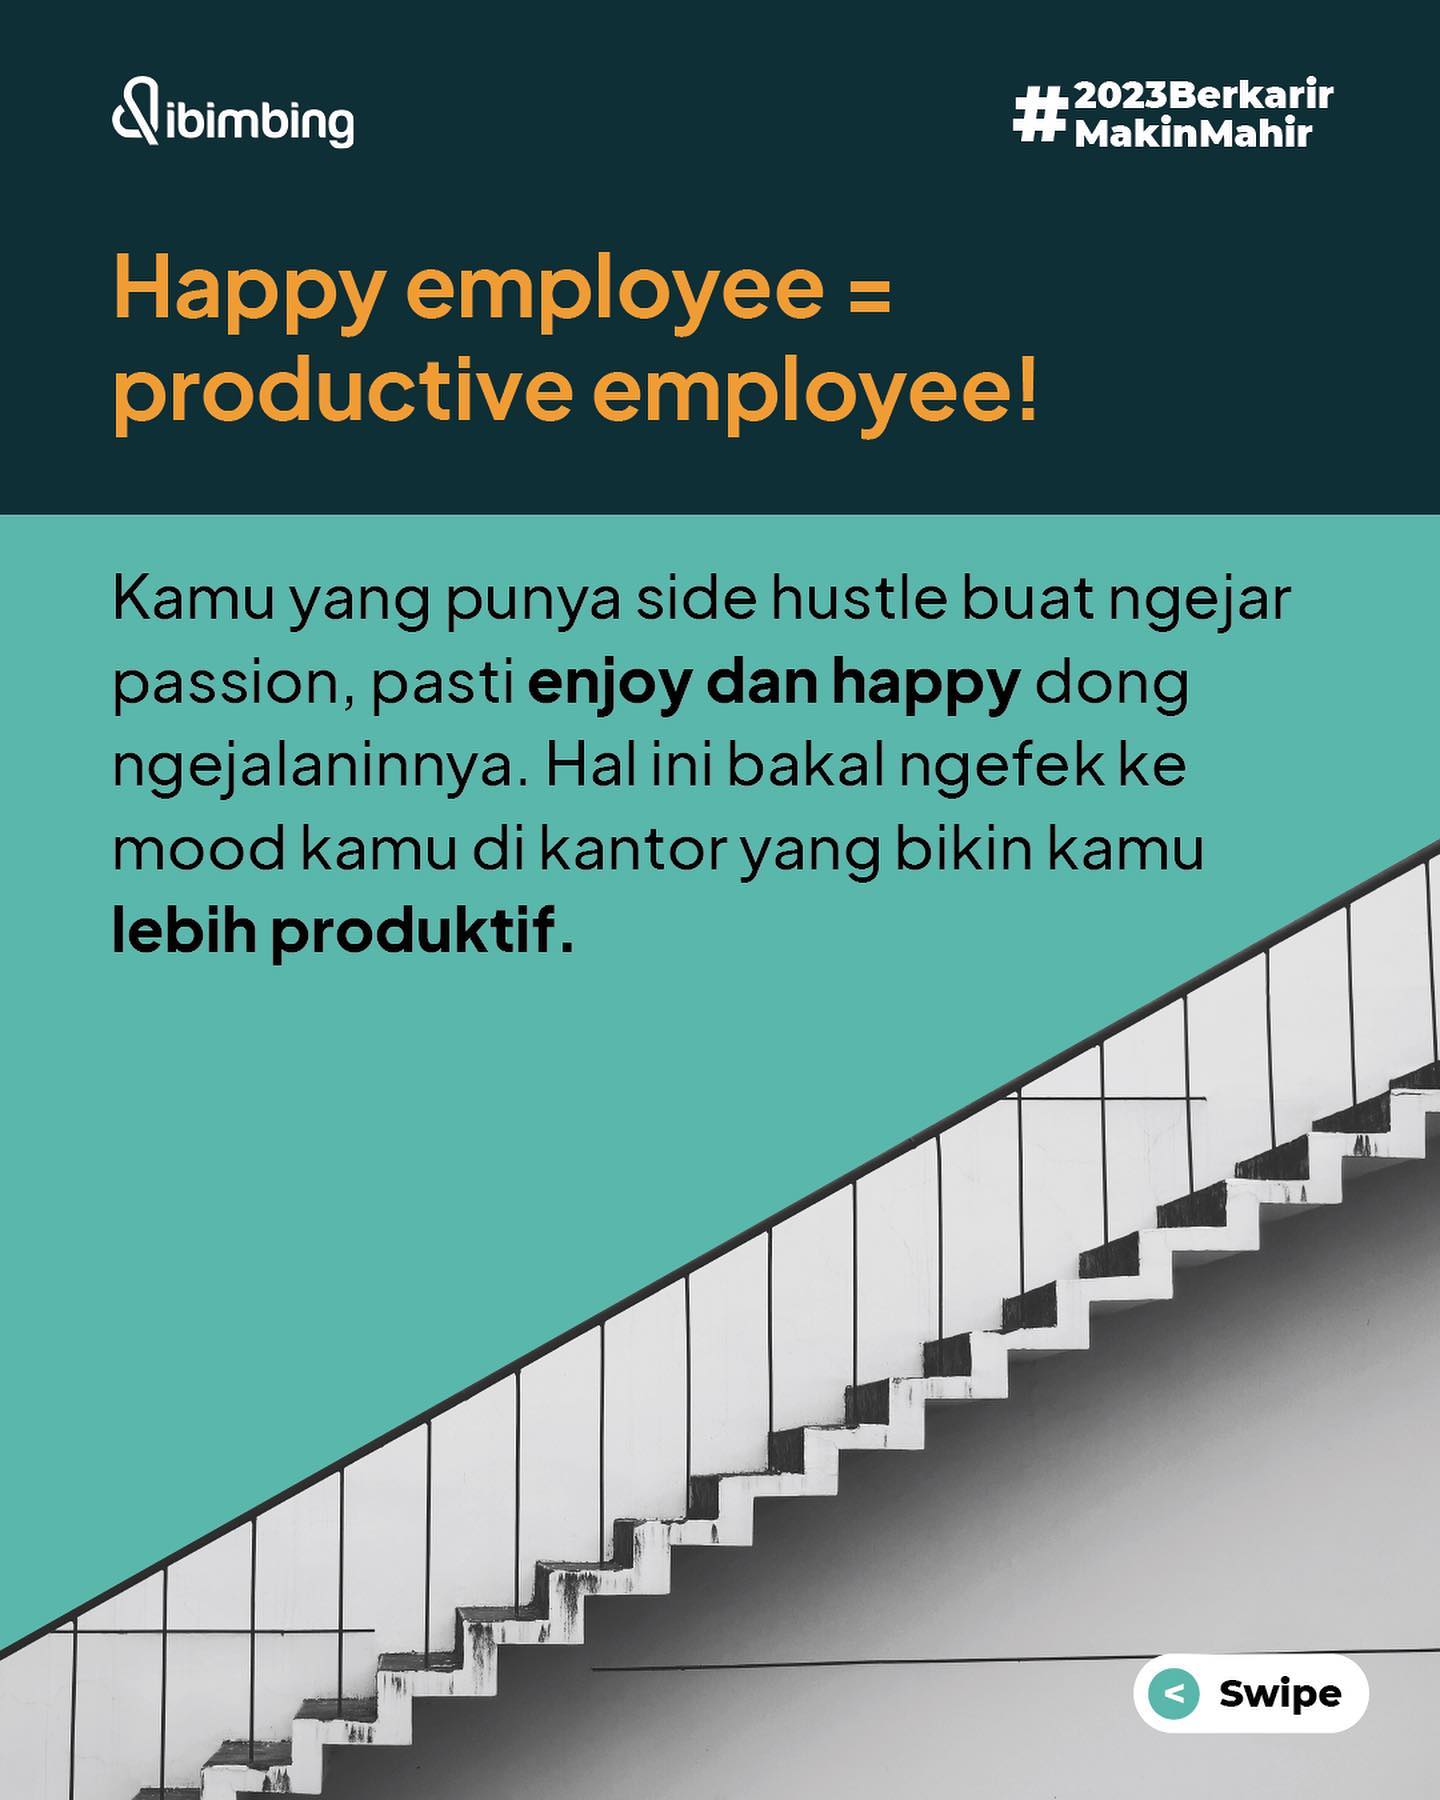 dibimbing
#2023Berkarir
MakinMahir
Happy employee =
productive employee!
Kamu yang punya side hustle buat ngejar
passion, pasti enjoy dan happy dong
ngejalaninnya. Hal ini bakal ngefek ke
mood kamu di kantor yang bikin kamu
lebih produktif.
< Swipe